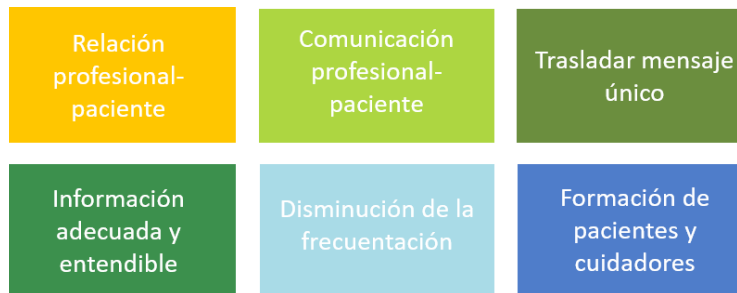 Relación
profesional-
paciente
Comunicación
profesional-
paciente
Trasladar mensaje
único
Información
adecuada y
entendible
Disminución de la
frecuentación
Formación de
pacientes y
cuidadores